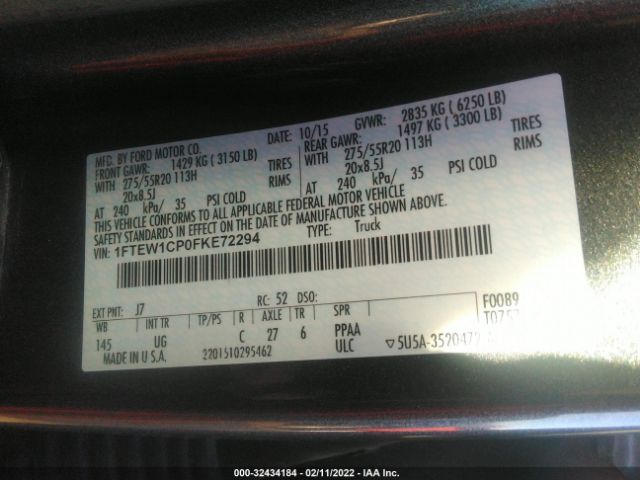 MFG. BY FORD MOTOR CO.
DATE: 10/15 GVWR: 2835 KG ( 6250 LB)
FRONT GAWR: 1429 KG ( 3150 LB) REAR GAWR: 1497 KG ( 3300 LB)
WITH 275/55R20 113H TIRES WITH 275/55R20 113H TIRES
20x8.5J RIMS 20x8.5J RIMS
AT 240 kPa/ 35 PSI COLD AT 240 kPa/ 35 PSI COLD
THIS VEHICLE CONFORMS TO ALL APPLICABLE FEDERAL MOTOR VEHICLE
SAFETY STANDARDS IN EFFECT ON THE DATE OF MANUFACTURE SHOWN ABOVE.
VIN: 1FTEW1CP0FKE72294 TYPE: Truck
EXT PNT: J7 RC: 52 DSO: F0089
WB INT TR TP/PS R AXLE TR SPR
145 UG C 27 6 PPAA
MADE IN U.S.A. 2201510295462 ULC ▽5U5A-3520472
000-32434184 - 02/11/2022 - IAA Inc.